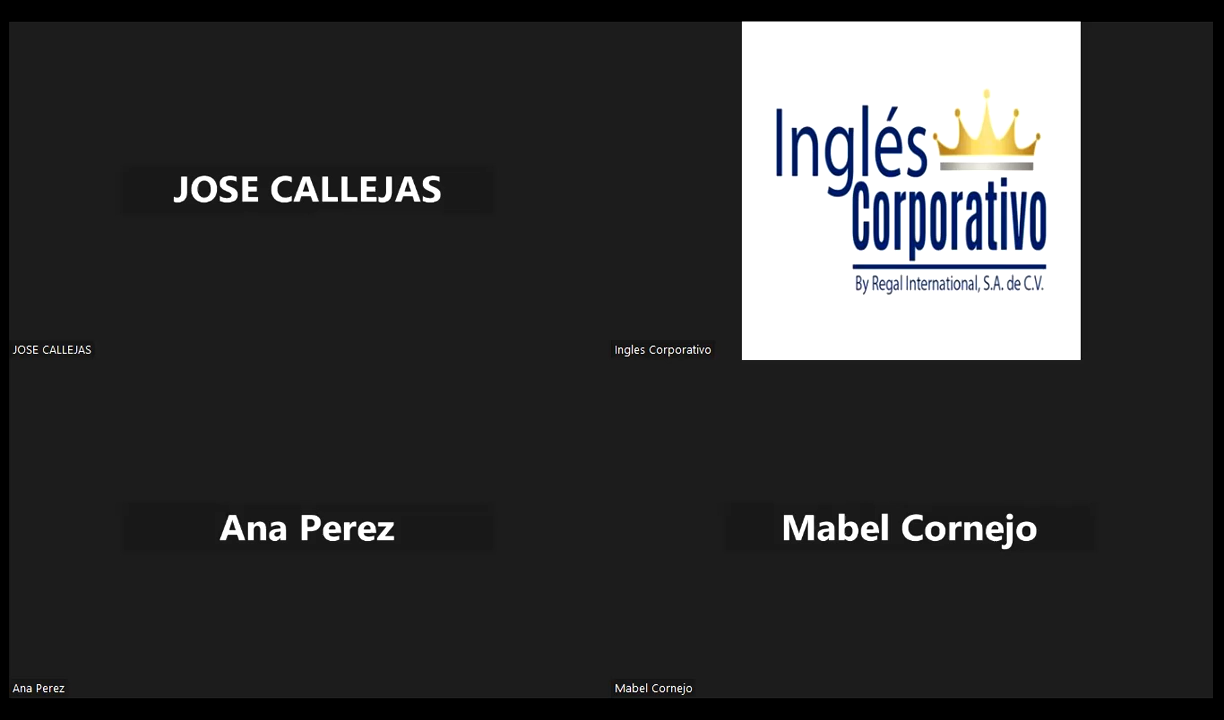 JOSE CALLEJAS
JOSE CALLEJAS
Inglés
Corporativo
By Regal International, S.A. de C.V.
Ingles Corporativo
Ana Perez
Ana Perez
Mabel Cornejo
Mabel Cornejo